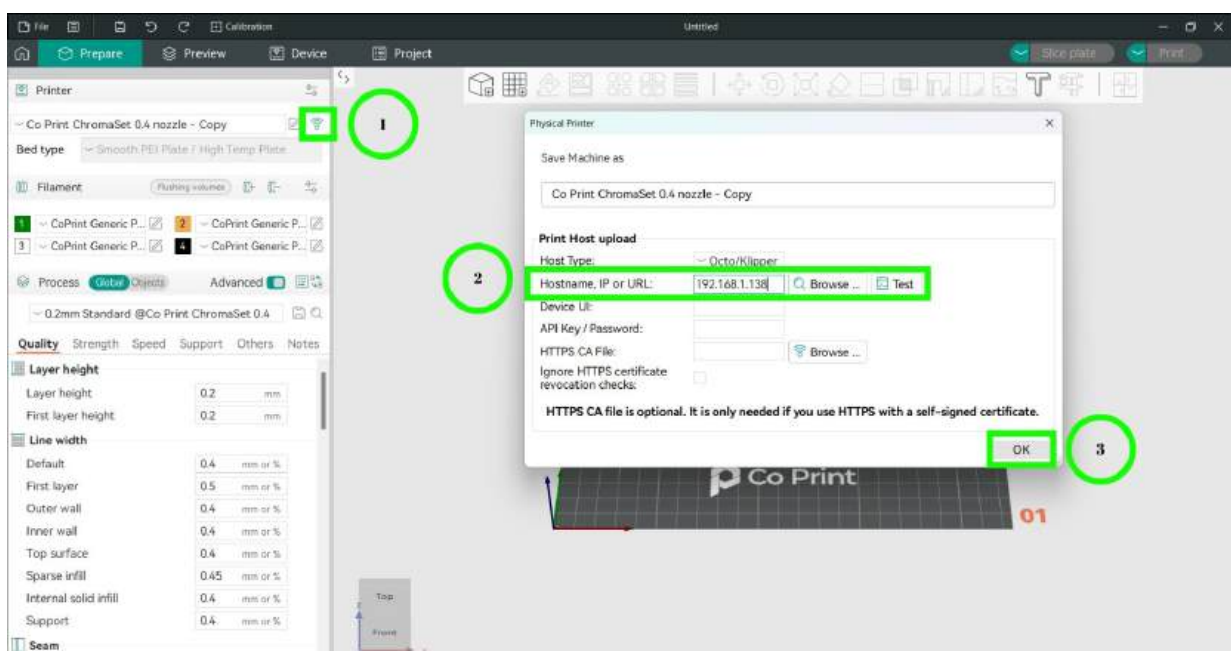 File Calibration Untitled
Prepare Preview Device Project Slice plate Print
Printer
Co Print ChromaSet 0.4 nozzle - Copy
1
Bed type Smooth PEI Plate / High Temp Plate
Filament Flushing volumes
1 CoPrint Generic P... 2 CoPrint Generic P...
3 CoPrint Generic P... 4 CoPrint Generic P...
Process Global Objects Advanced
0.2mm Standard @Co Print ChromaSet 0.4
Quality Strength Speed Support Others Notes
Layer height
Layer height 0.2 mm
First layer height 0.2 mm
Line width
Default 0.4 mm or %
First layer 0.5 mm or %
Outer wall 0.4 mm or %
Inner wall 0.4 mm or %
Top surface 0.4 mm or %
Sparse infill 0.45 mm or %
Internal solid infill 0.4 mm or %
Support 0.4 mm or %
Seam
Physical Printer
Save Machine as
Co Print ChromaSet 0.4 nozzle - Copy
Print Host upload
Host Type: Octo/Klipper
2
Hostname, IP or URL: 192.168.1.138 Browse ... Test
Device UI:
API Key / Password:
HTTPS CA File: Browse ...
Ignore HTTPS certificate
revocation checks:
HTTPS CA file is optional. It is only needed if you use HTTPS with a self-signed certificate.
OK
3
Co Print
01
Top
Front